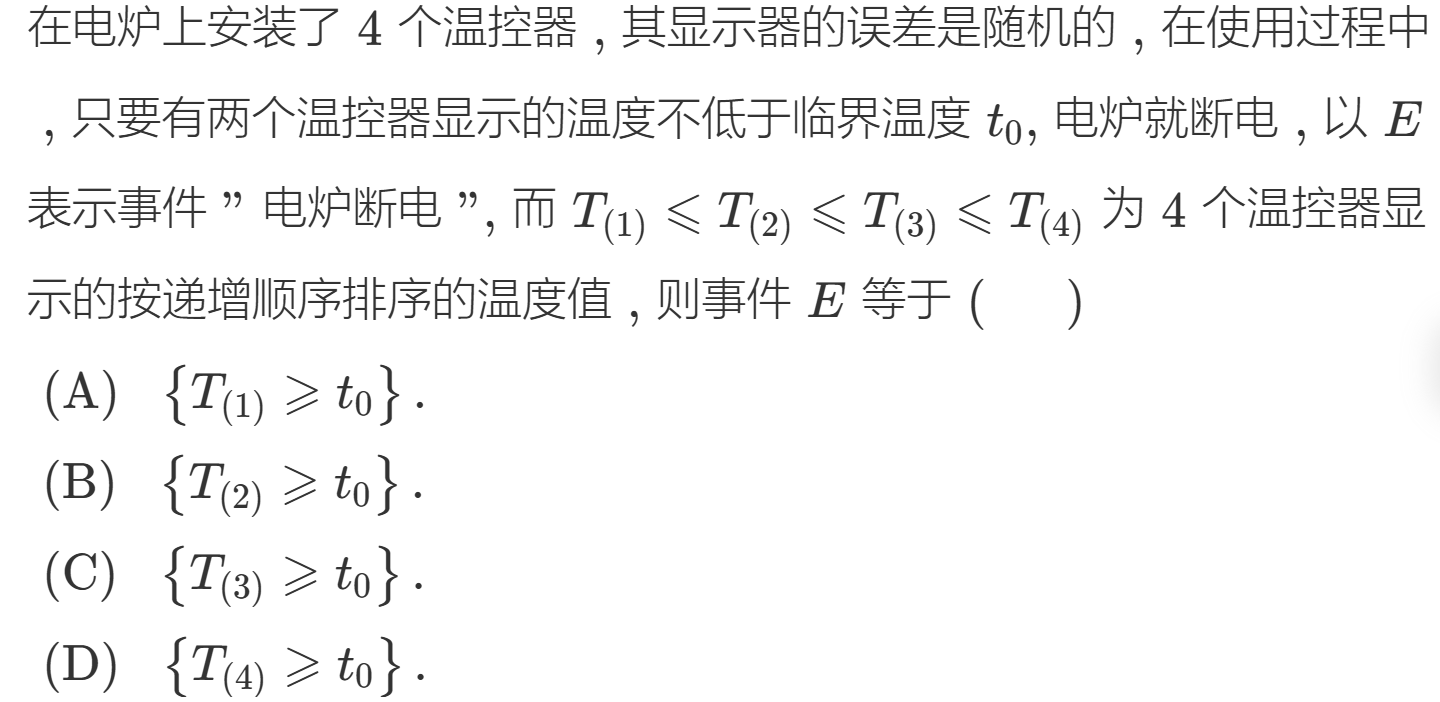 在电炉上安装了 4 个温控器 , 其显示器的误差是随机的 , 在使用过程中
, 只要有两个温控器显示的温度不低于临界温度 t₀, 电炉就断电 , 以 E
表示事件 ” 电炉断电 ”, 而 T₍₁₎ ⩽ T₍₂₎ ⩽ T₍₃₎ ⩽ T₍₄₎ 为 4 个温控器显
示的按递增顺序排序的温度值 , 则事件 E 等于 ( )
(A) {T₍₁₎ ⩾ t₀} .
(B) {T₍₂₎ ⩾ t₀} .
(C) {T₍₃₎ ⩾ t₀} .
(D) {T₍₄₎ ⩾ t₀} .